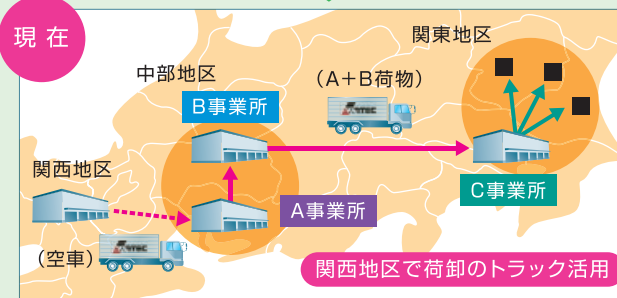 現在
関東地区
中部地区
(A+B荷物)
B事業所
関西地区
C事業所
A事業所
(空車)
関西地区で荷卸のトラック活用